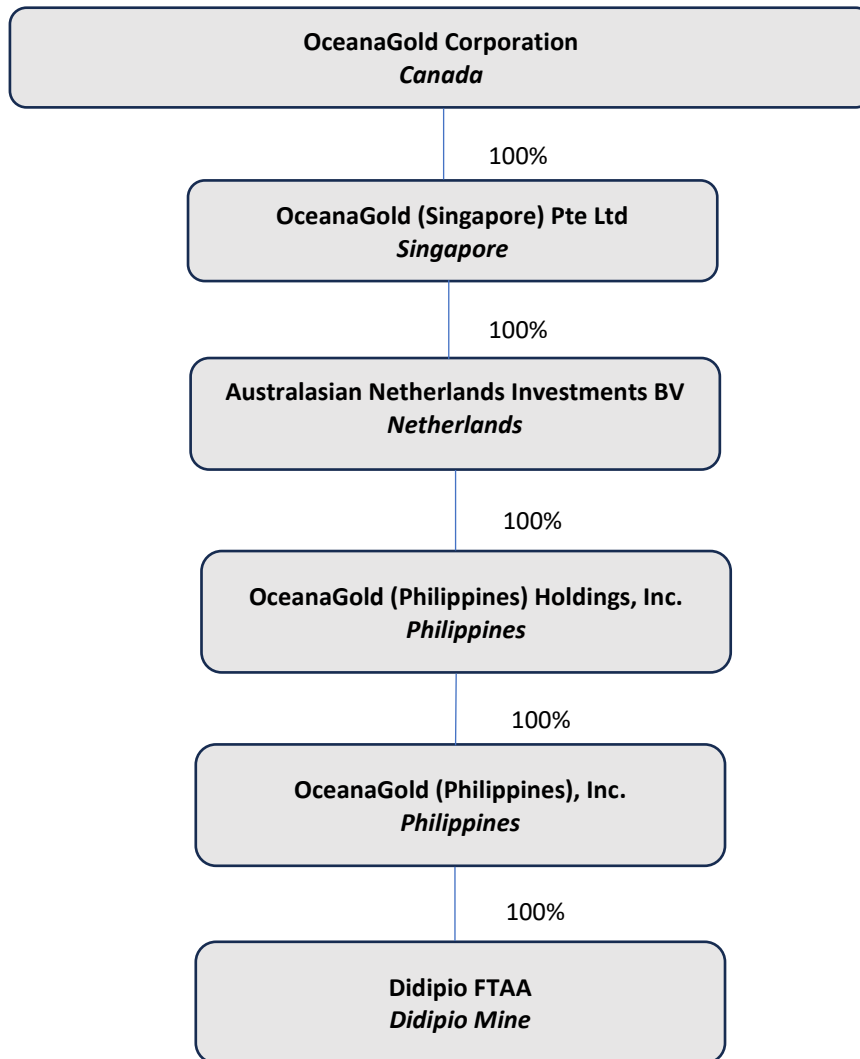 OceanaGold Corporation
Canada
100%
OceanaGold (Singapore) Pte Ltd
Singapore
100%
Australasian Netherlands Investments BV
Netherlands
100%
OceanaGold (Philippines) Holdings, Inc.
Philippines
100%
OceanaGold (Philippines), Inc.
Philippines
100%
Didipio FTAA
Didipio Mine